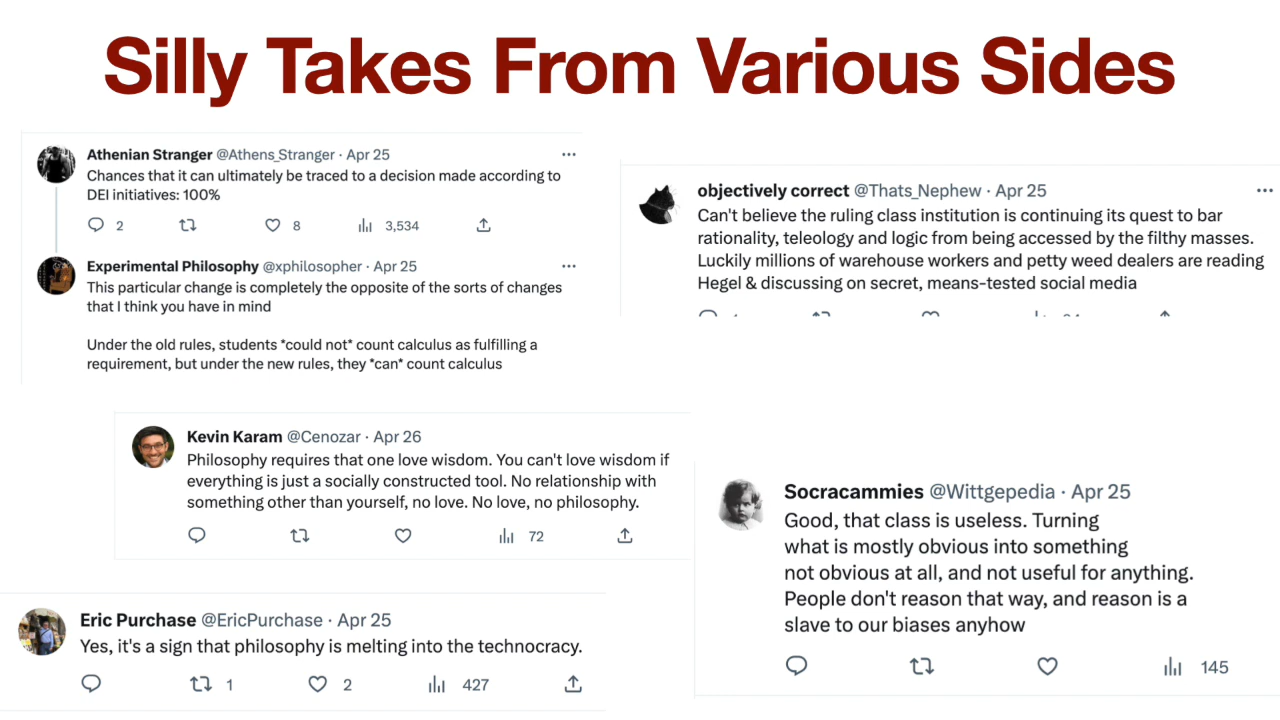 Silly Takes From Various Sides
Athenian Stranger @Athens_Stranger · Apr 25
Chances that it can ultimately be traced to a decision made according to
DEI initiatives: 100%
2 8 3,534
Experimental Philosophy @xphilosopher · Apr 25
This particular change is completely the opposite of the sorts of changes
that I think you have in mind
Under the old rules, students *could not* count calculus as fulfilling a
requirement, but under the new rules, they *can* count calculus
objectively correct @Thats_Nephew · Apr 25
Can't believe the ruling class institution is continuing its quest to bar
rationality, teleology and logic from being accessed by the filthy masses.
Luckily millions of warehouse workers and petty weed dealers are reading
Hegel & discussing on secret, means-tested social media
Kevin Karam @Cenozar · Apr 26
Philosophy requires that one love wisdom. You can't love wisdom if
everything is just a socially constructed tool. No relationship with
something other than yourself, no love. No love, no philosophy.
72
Socracammies @Wittgepedia · Apr 25
Good, that class is useless. Turning
what is mostly obvious into something
not obvious at all, and not useful for anything.
People don't reason that way, and reason is a
slave to our biases anyhow
145
Eric Purchase @EricPurchase · Apr 25
Yes, it's a sign that philosophy is melting into the technocracy.
1 2 427